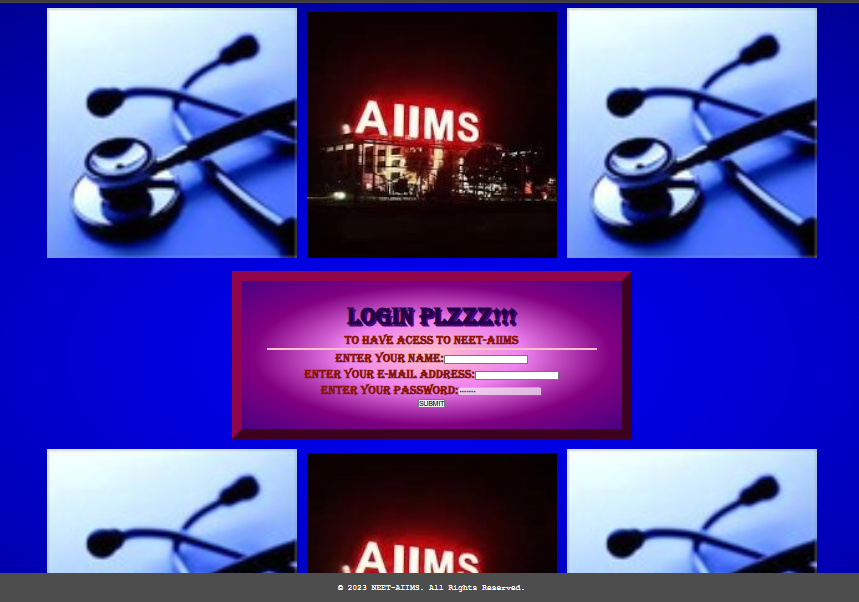 AIIMS
LOGIN PLZZZ!!!
TO HAVE ACESS TO NEET-AIIMS
ENTER YOUR NAME:
ENTER YOUR E-MAIL ADDRESS:
ENTER YOUR PASSWORD:
SUBMIT
AIIMS
© 2023 NEET-AIIMS. All Rights Reserved.